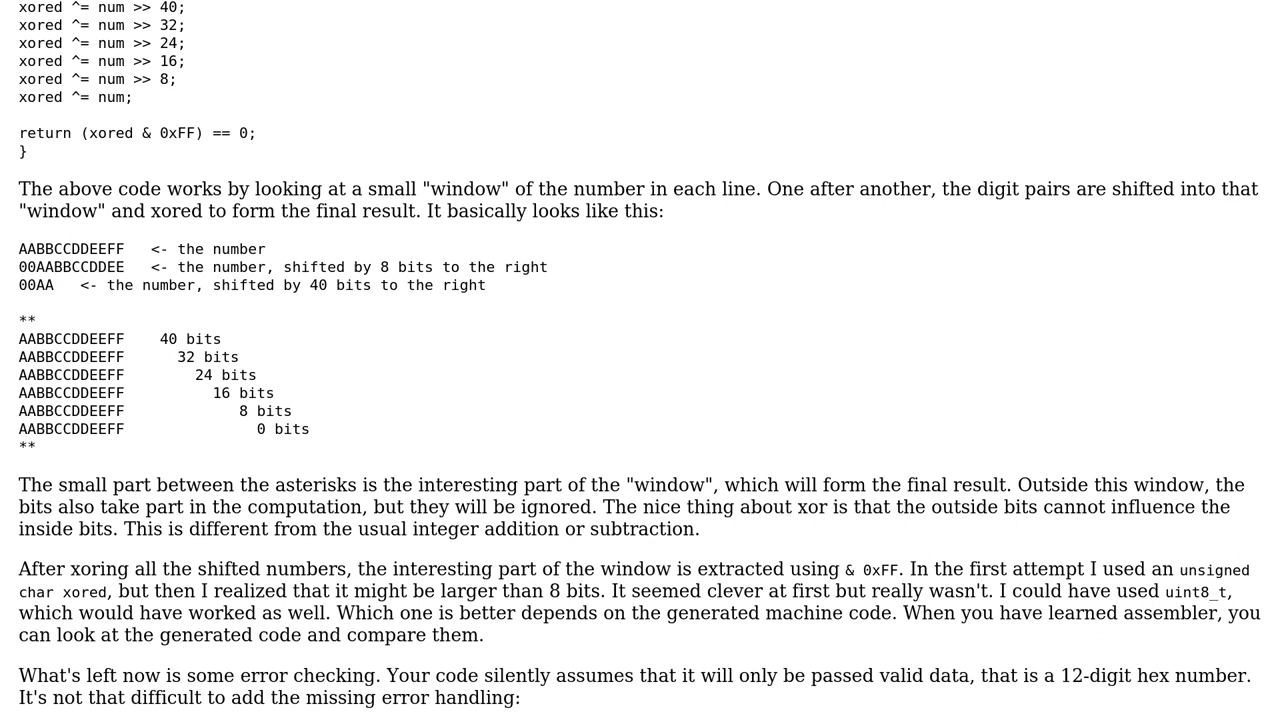 xored ^= num >> 40;
xored ^= num >> 32;
xored ^= num >> 24;
xored ^= num >> 16;
xored ^= num >> 8;
xored ^= num;

return (xored & 0xFF) == 0;
}

The above code works by looking at a small "window" of the number in each line. One after another, the digit pairs are shifted into that
"window" and xored to form the final result. It basically looks like this:

AABBCCDDEEFF   <- the number
00AABBCCDDEE   <- the number, shifted by 8 bits to the right
00AA   <- the number, shifted by 40 bits to the right

**
AABBCCDDEEFF    40 bits
AABBCCDDEEFF      32 bits
AABBCCDDEEFF        24 bits
AABBCCDDEEFF          16 bits
AABBCCDDEEFF             8 bits
AABBCCDDEEFF               0 bits
**

The small part between the asterisks is the interesting part of the "window", which will form the final result. Outside this window, the
bits also take part in the computation, but they will be ignored. The nice thing about xor is that the outside bits cannot influence the
inside bits. This is different from the usual integer addition or subtraction.

After xoring all the shifted numbers, the interesting part of the window is extracted using & 0xFF. In the first attempt I used an unsigned
char xored, but then I realized that it might be larger than 8 bits. It seemed clever at first but really wasn't. I could have used uint8_t,
which would have worked as well. Which one is better depends on the generated machine code. When you have learned assembler, you
can look at the generated code and compare them.

What's left now is some error checking. Your code silently assumes that it will only be passed valid data, that is a 12-digit hex number.
It's not that difficult to add the missing error handling: